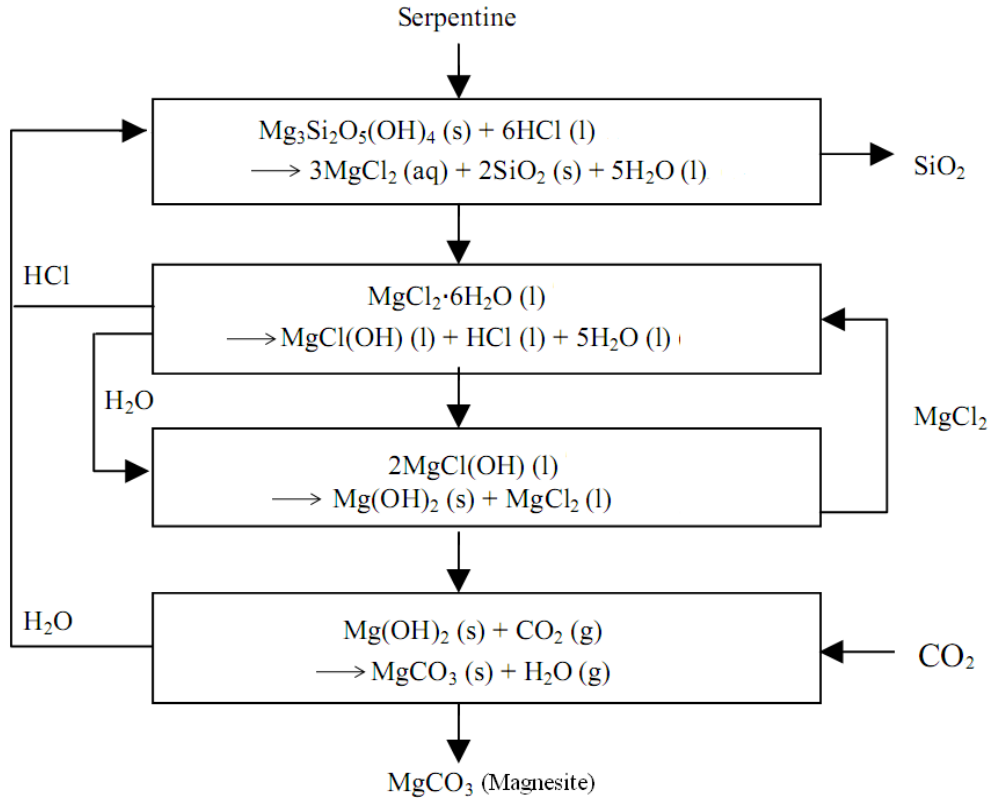 Serpentine
Mg₃Si₂O₅(OH)₄ (s) + 6HCl (l)
→ 3MgCl₂ (aq) + 2SiO₂ (s) + 5H₂O (l)
SiO₂
HCl
MgCl₂·6H₂O (l)
→ MgCl(OH) (l) + HCl (l) + 5H₂O (l) (
H₂O
MgCl₂
2MgCl(OH) (l)
→ Mg(OH)₂ (s) + MgCl₂ (l)
H₂O
Mg(OH)₂ (s) + CO₂ (g)
→ MgCO₃ (s) + H₂O (g)
CO₂
MgCO₃ (Magnesite)